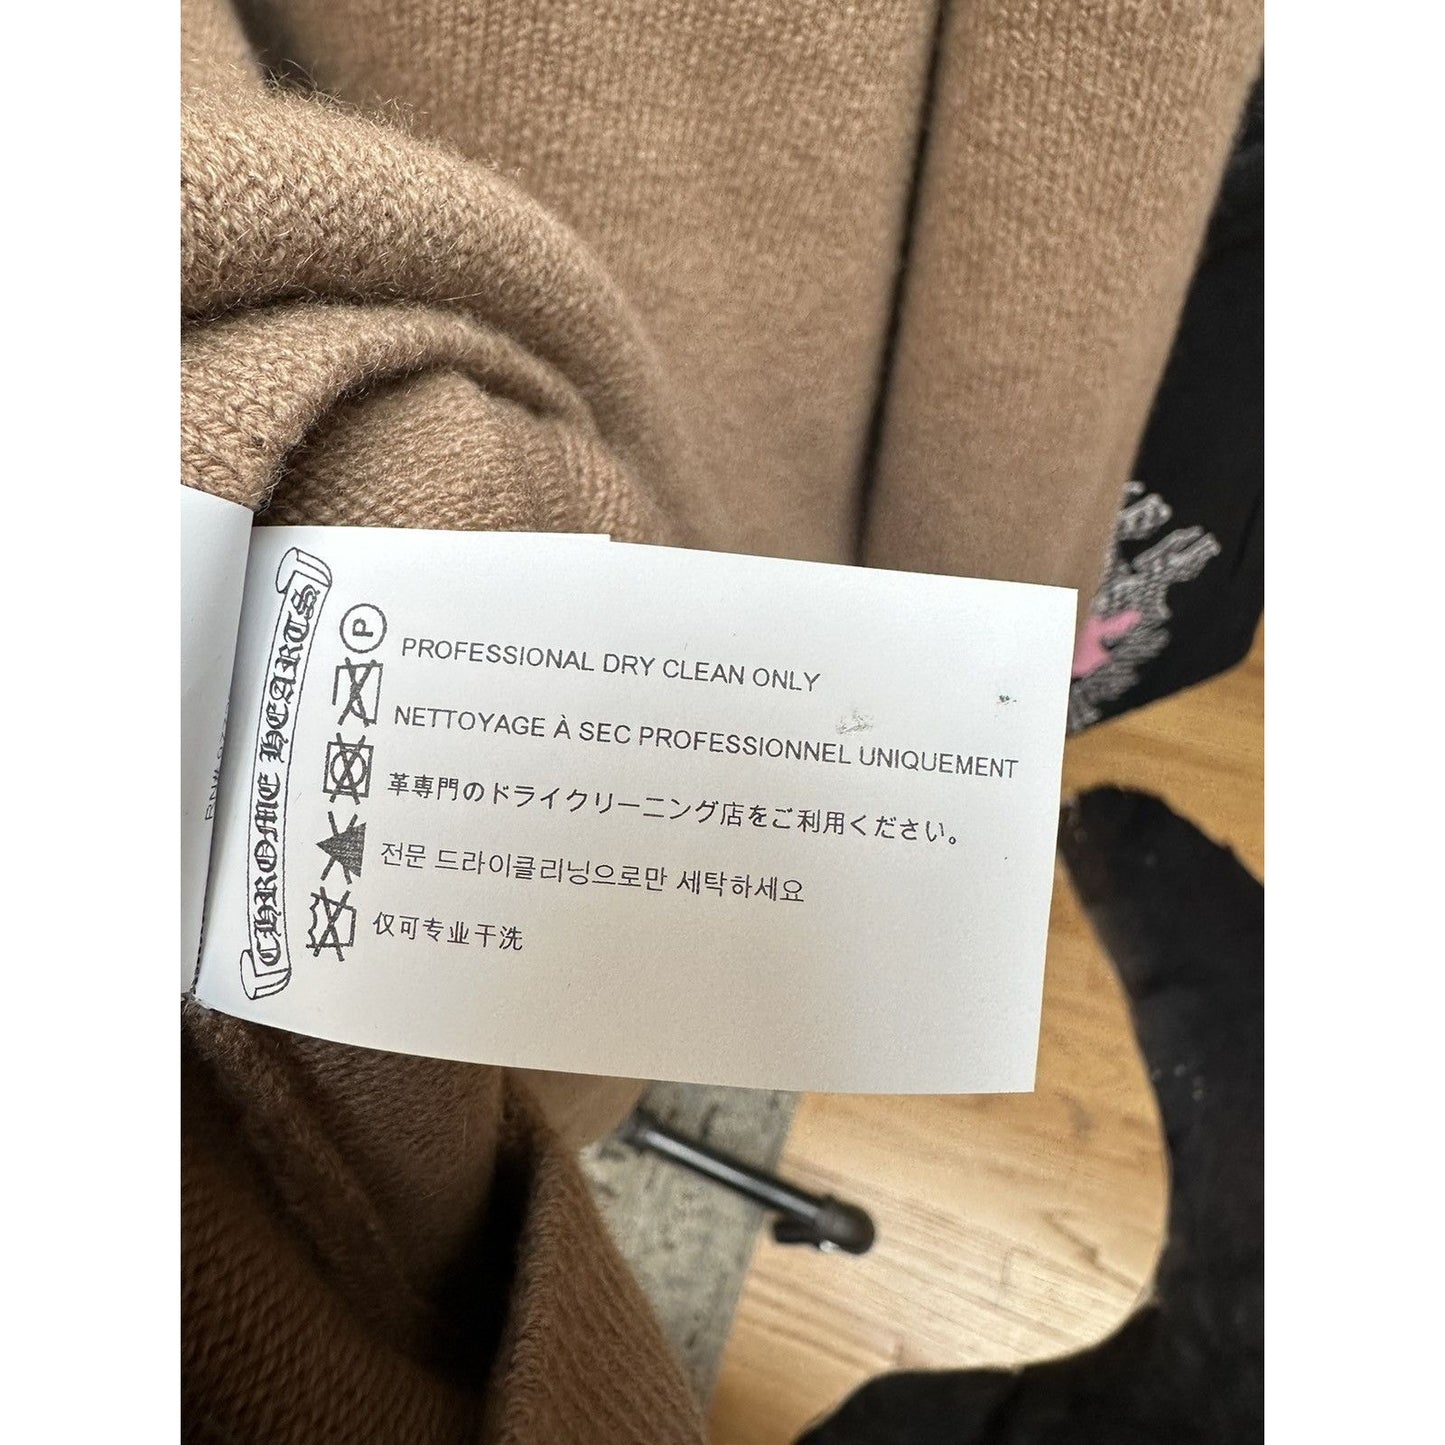 CHROME HEARTS
P
PROFESSIONAL DRY CLEAN ONLY
NETTOYAGE À SEC PROFESSIONNEL UNIQUEMENT
革専門のドライクリーニング店をご利用ください。
전문 드라이클리닝으로만 세탁하세요
仅可专业干洗